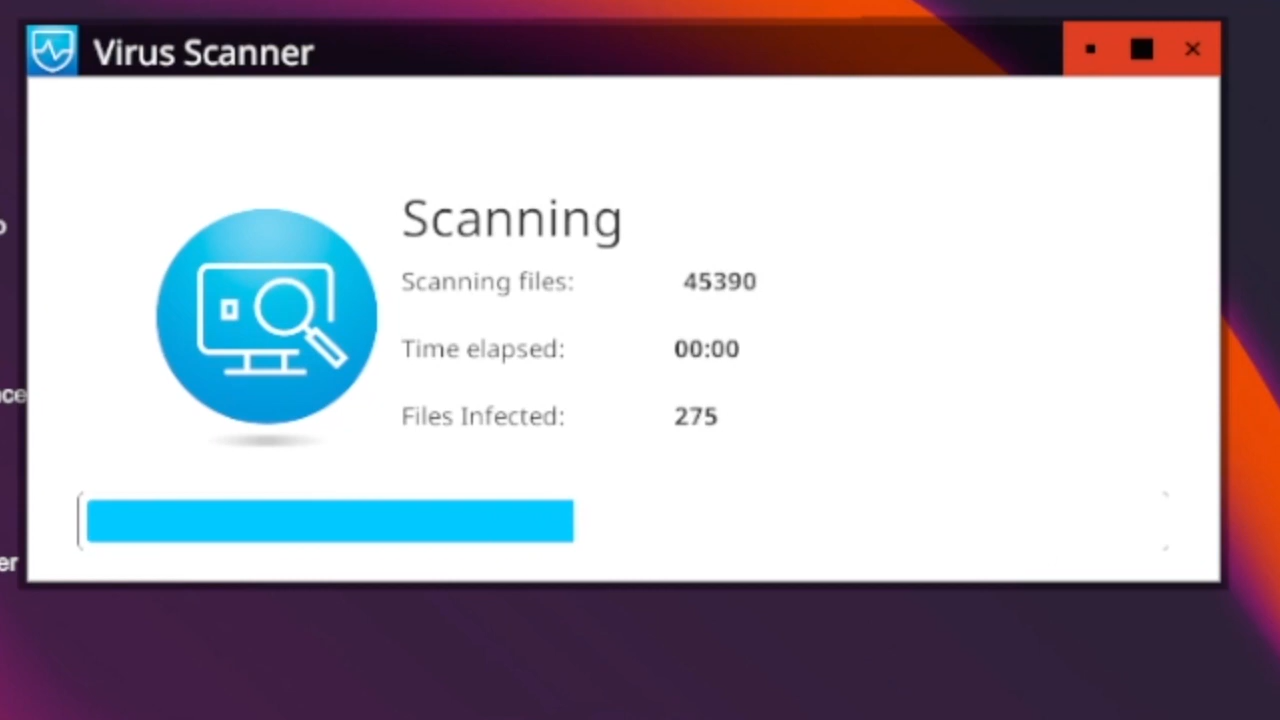 Virus Scanner
Scanning
Scanning files: 45390
Time elapsed: 00:00
Files Infected: 275